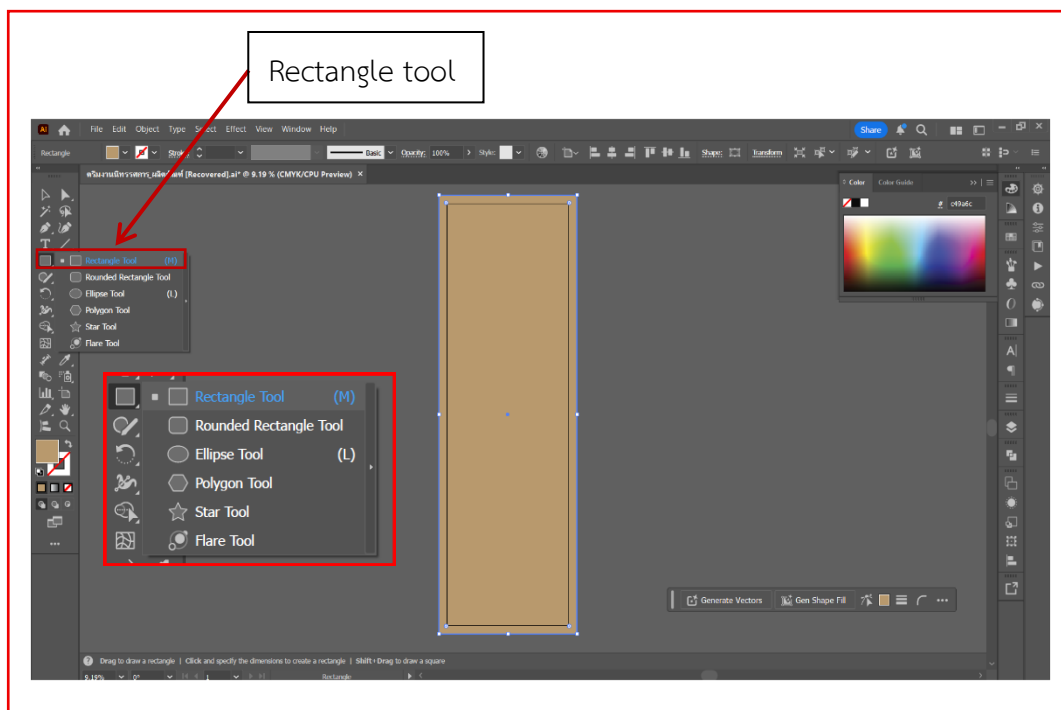 Rectangle tool
File Edit Object Type Select Effect View Window Help
Share
Rectangle
Stroke:
Basic
Opacity: 100%
Style:
Shape:
Transform
[Recovered].ai* @ 9.19 % (CMYK/CPU Preview) ×
Color Color Guide
# c49a6c
Rectangle Tool (M)
Rounded Rectangle Tool
Ellipse Tool (L)
Polygon Tool
Star Tool
Flare Tool
Rectangle Tool (M)
Rounded Rectangle Tool
Ellipse Tool (L)
Polygon Tool
Star Tool
Flare Tool
Generate Vectors Gen Shape Fill
Drag to draw a rectangle | Click and specify the dimensions to create a rectangle | Shift+Drag to draw a square
9.19% 0° 1 Rectangle